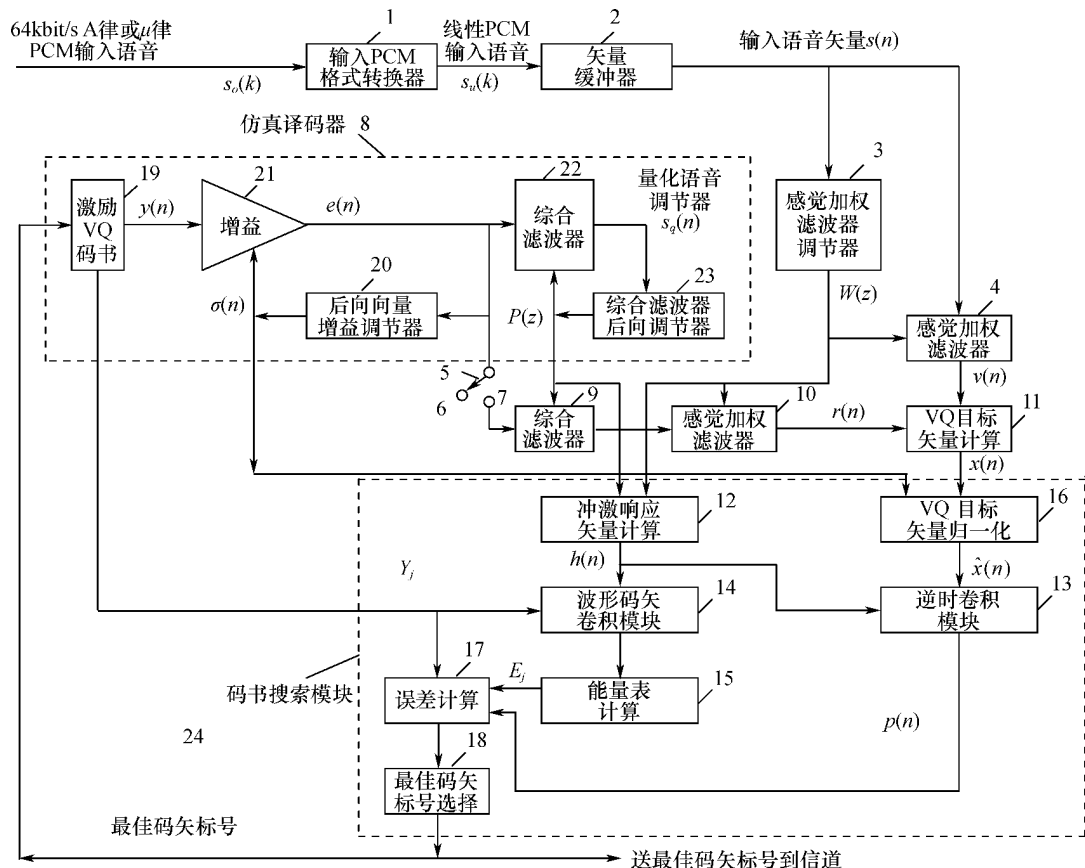 64kbit/s A律或μ律
PCM输入语音
s₀(k)
1
输入PCM
格式转换器
线性PCM
输入语音
sᵤ(k)
2
矢量
缓冲器
输入语音矢量s(n)
仿真译码器 8
19
激励
VQ
码书
y(n)
21
增益
e(n)
22
综合
滤波器
量化语音
调节器
s_q(n)
3
感觉加权
滤波器
调节器
20
后向向量
增益调节器
σ(n)
P(z)
23
综合滤波器
后向调节器
W(z)
4
感觉加权
滤波器
v(n)
5
6
7
9
综合
滤波器
10
感觉加权
滤波器
r(n)
11
VQ目标
矢量计算
x(n)
12
冲激响应
矢量计算
h(n)
16
VQ 目标
矢量归一化
x̂(n)
Y_j
14
波形码矢
卷积模块
13
逆时卷积
模块
17
误差计算
E_j
15
能量表
计算
p(n)
码书搜索模块
24
18
最佳码矢
标号选择
最佳码矢标号
送最佳码矢标号到信道